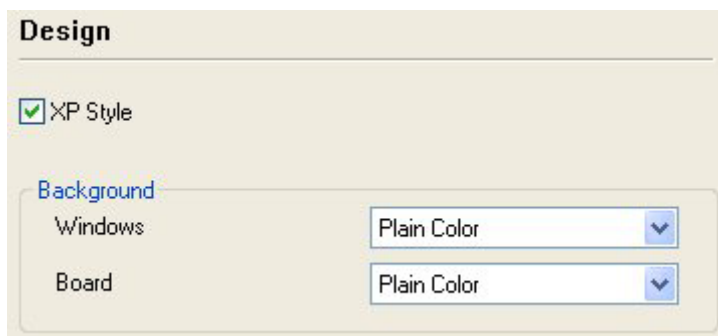 Design
XP Style
Background
Windows Plain Color
Board Plain Color